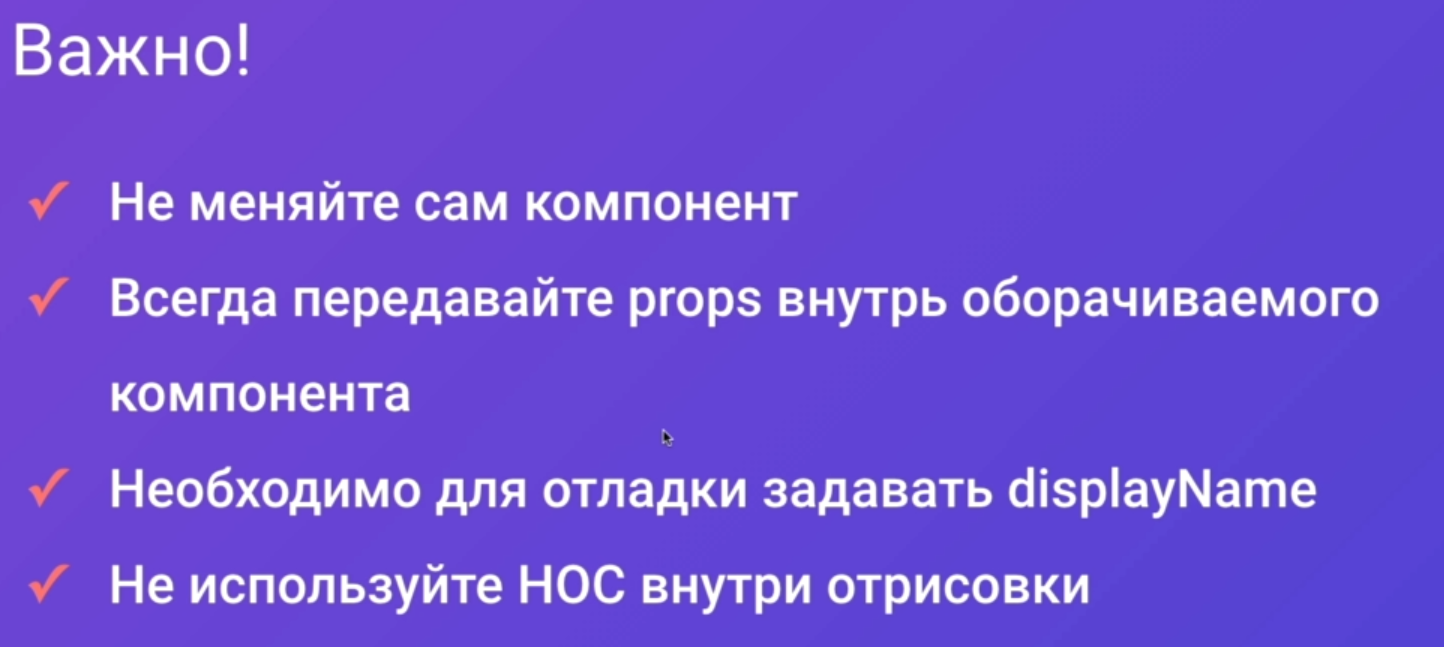 Важно!
Не меняйте сам компонент
Всегда передавайте props внутрь оборачиваемого
компонента
Необходимо для отладки задавать displayName
Не используйте HOC внутри отрисовки